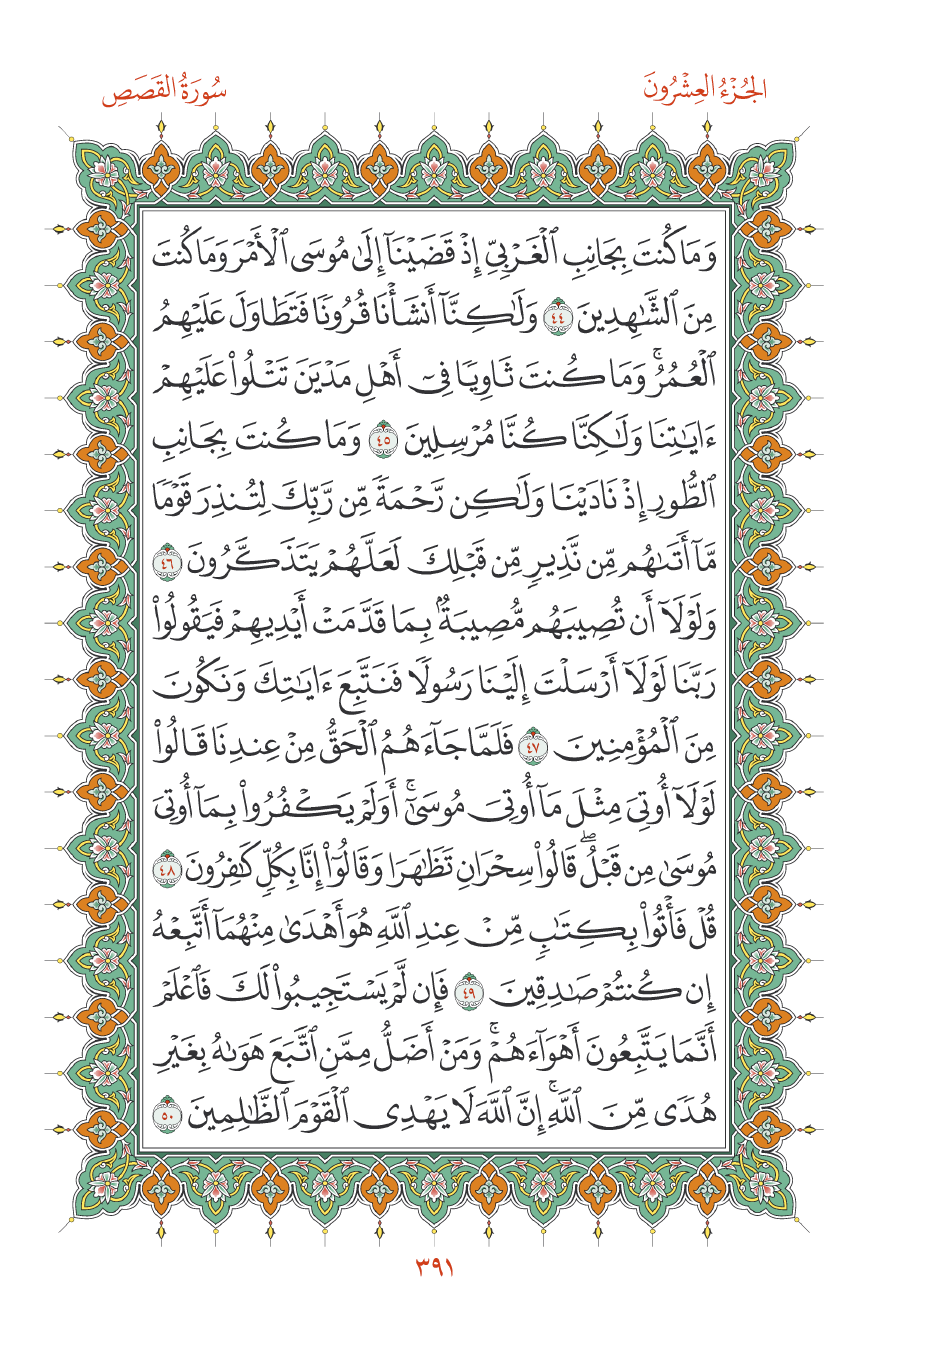 الجُزْءُ العِشْرُونَ
سُورَةُ القَصَصِ
وَمَا كُنتَ بِجَانِبِ ٱلْغَرْبِيِّ إِذْ قَضَيْنَآ إِلَىٰ مُوسَى ٱلْأَمْرَ وَمَا كُنتَ
مِنَ ٱلشَّٰهِدِينَ ٤٤ وَلَٰكِنَّآ أَنشَأْنَا قُرُونًا فَتَطَاوَلَ عَلَيْهِمُ
ٱلْعُمُرُۚ وَمَا كُنتَ ثَاوِيًا فِىٓ أَهْلِ مَدْيَنَ تَتْلُوا۟ عَلَيْهِمْ
ءَايَٰتِنَا وَلَٰكِنَّا كُنَّا مُرْسِلِينَ ٤٥ وَمَا كُنتَ بِجَانِبِ
ٱلطُّورِ إِذْ نَادَيْنَا وَلَٰكِن رَّحْمَةً مِّن رَّبِّكَ لِتُنذِرَ قَوْمًا
مَّآ أَتَىٰهُم مِّن نَّذِيرٍ مِّن قَبْلِكَ لَعَلَّهُمْ يَتَذَكَّرُونَ ٤٦
وَلَوْلَآ أَن تُصِيبَهُم مُّصِيبَةٌۢ بِمَا قَدَّمَتْ أَيْدِيهِمْ فَيَقُولُوا۟
رَبَّنَا لَوْلَآ أَرْسَلْتَ إِلَيْنَا رَسُولًا فَنَتَّبِعَ ءَايَٰتِكَ وَنَكُونَ
مِنَ ٱلْمُؤْمِنِينَ ٤٧ فَلَمَّا جَآءَهُمُ ٱلْحَقُّ مِنْ عِندِنَا قَالُوا۟
لَوْلَآ أُوتِىَ مِثْلَ مَآ أُوتِىَ مُوسَىٰٓۚ أَوَلَمْ يَكْفُرُوا۟ بِمَآ أُوتِىَ
مُوسَىٰ مِن قَبْلُۖ قَالُوا۟ سِحْرَانِ تَظَٰهَرَا وَقَالُوٓا۟ إِنَّا بِكُلٍّ كَٰفِرُونَ ٤٨
قُلْ فَأْتُوا۟ بِكِتَٰبٍ مِّنْ عِندِ ٱللَّهِ هُوَ أَهْدَىٰ مِنْهُمَآ أَتَّبِعْهُ
إِن كُنتُمْ صَٰدِقِينَ ٤٩ فَإِن لَّمْ يَسْتَجِيبُوا۟ لَكَ فَٱعْلَمْ
أَنَّمَا يَتَّبِعُونَ أَهْوَآءَهُمْۚ وَمَنْ أَضَلُّ مِمَّنِ ٱتَّبَعَ هَوَىٰهُ بِغَيْرِ
هُدًى مِّنَ ٱللَّهِۚ إِنَّ ٱللَّهَ لَا يَهْدِى ٱلْقَوْمَ ٱلظَّٰلِمِينَ ٥٠
٣٩١